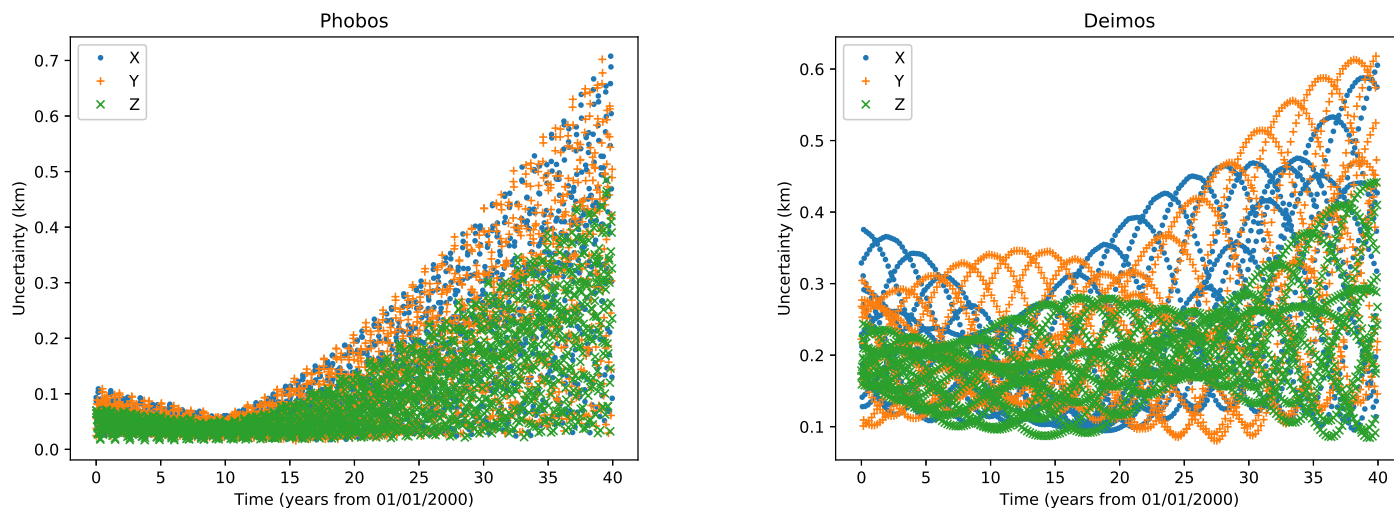 Phobos
X
Y
Z
0.7
0.6
0.5
0.4
0.3
0.2
0.1
0.0
Uncertainty (km)
0 5 10 15 20 25 30 35 40
Time (years from 01/01/2000)
Deimos
X
Y
Z
0.6
0.5
0.4
0.3
0.2
0.1
Uncertainty (km)
0 5 10 15 20 25 30 35 40
Time (years from 01/01/2000)